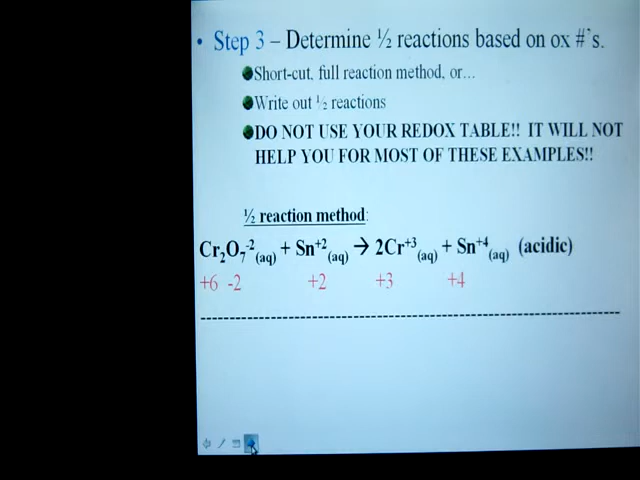 • Step 3 – Determine ½ reactions based on ox #'s.
Short-cut, full reaction method, or…
Write out ½ reactions
DO NOT USE YOUR REDOX TABLE!! IT WILL NOT
HELP YOU FOR MOST OF THESE EXAMPLES!!
½ reaction method:
Cr₂O₇⁻²(aq) + Sn⁺²(aq) → 2Cr⁺³(aq) + Sn⁺⁴(aq) (acidic)
+6 -2 +2 +3 +4